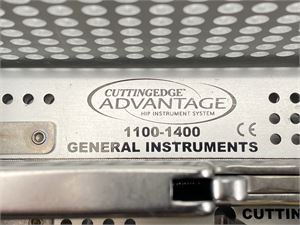 CUTTINGEDGE®
ADVANTAGE
HIP INSTRUMENT SYSTEM
1100-1400 CE
GENERAL INSTRUMENTS
CUTTIN